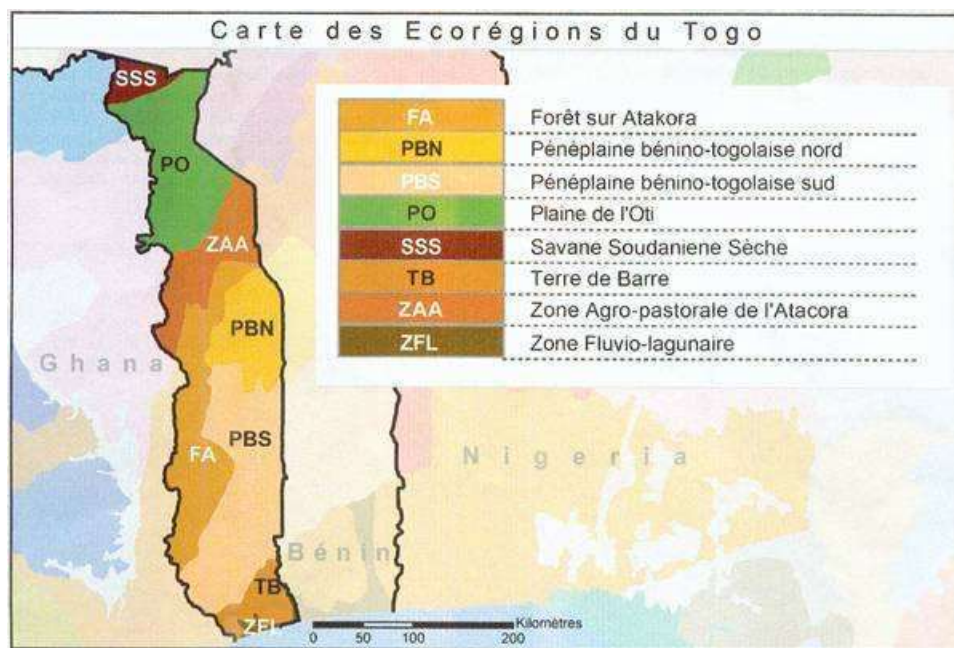 Carte des Ecorégions du Togo
SSS
PO
ZAA
PBN
PBS
FA
TB
ZFL
Ghana
Bénin
Nigeria
FA Forêt sur Atakora
PBN Pénéplaine bénino-togolaise nord
PBS Pénéplaine bénino-togolaise sud
PO Plaine de l'Oti
SSS Savane Soudaniene Sèche
TB Terre de Barre
ZAA Zone Agro-pastorale de l'Atacora
ZFL Zone Fluvio-lagunaire
Kilomètres
0 50 100 200